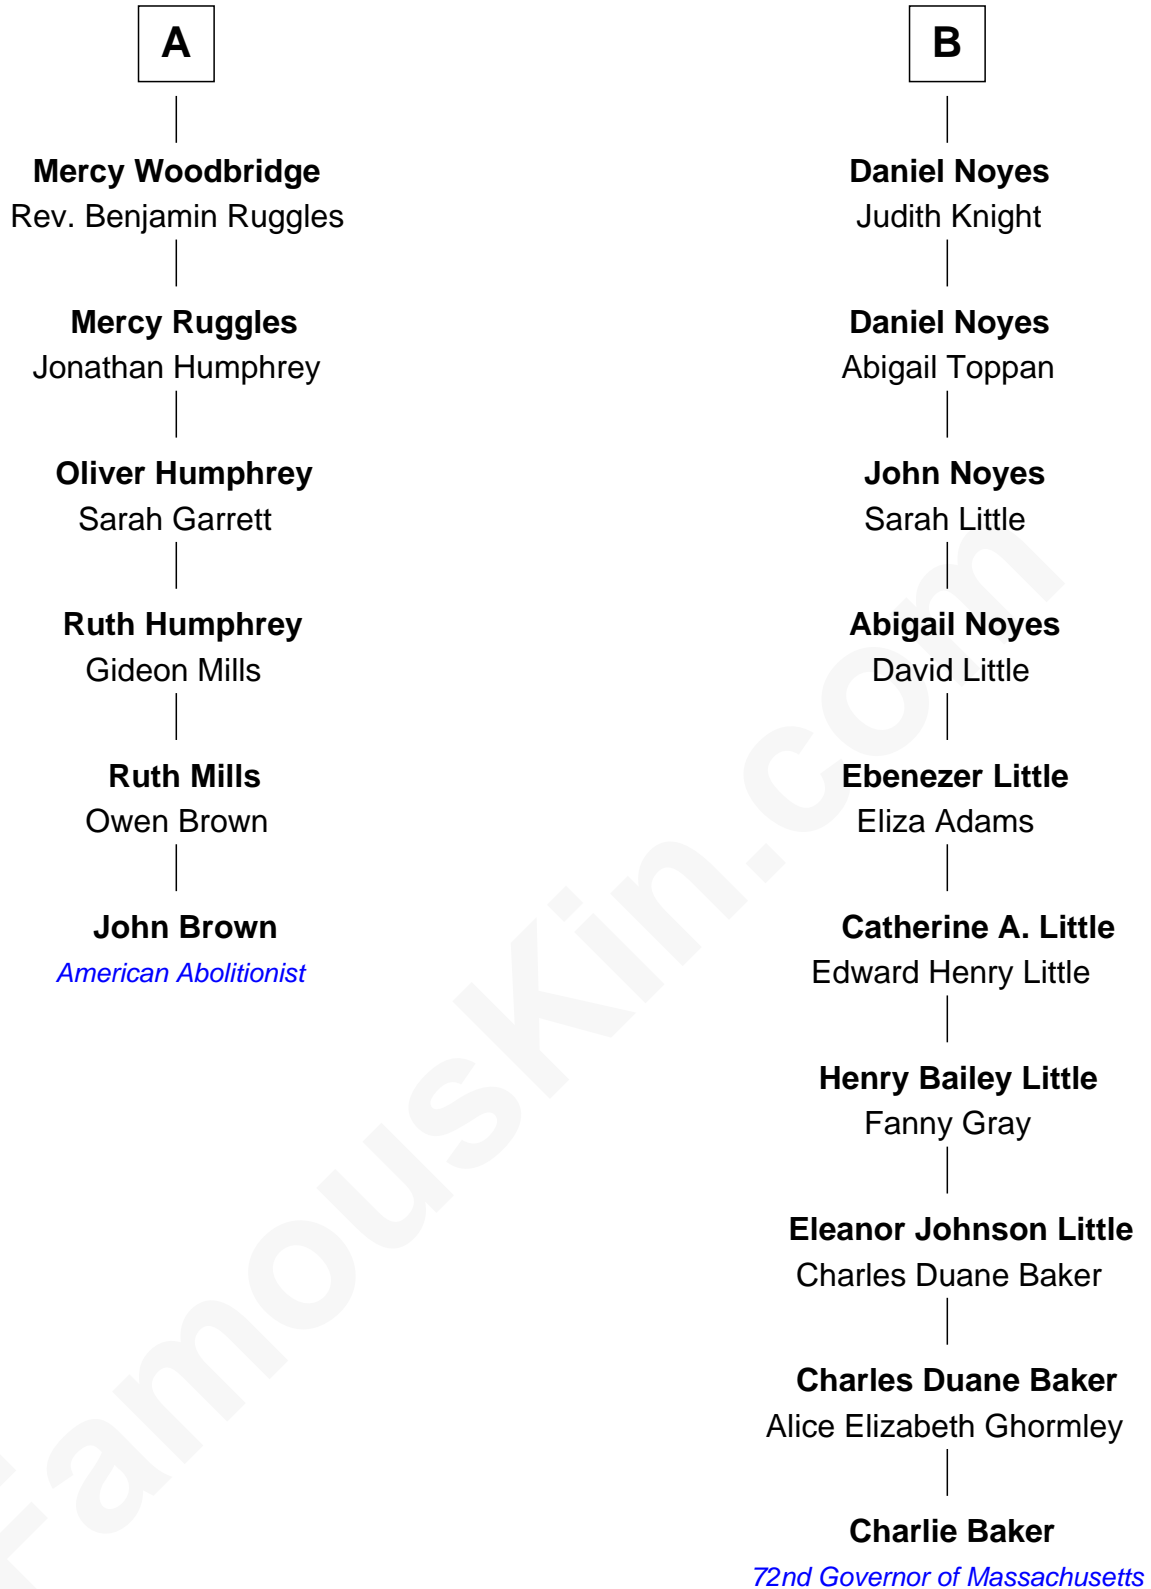 A
Mercy Woodbridge
Rev. Benjamin Ruggles
Mercy Ruggles
Jonathan Humphrey
Oliver Humphrey
Sarah Garrett
Ruth Humphrey
Gideon Mills
Ruth Mills
Owen Brown
John Brown
American Abolitionist
B
Daniel Noyes
Judith Knight
Daniel Noyes
Abigail Toppan
John Noyes
Sarah Little
Abigail Noyes
David Little
Ebenezer Little
Eliza Adams
Catherine A. Little
Edward Henry Little
Henry Bailey Little
Fanny Gray
Eleanor Johnson Little
Charles Duane Baker
Charles Duane Baker
Alice Elizabeth Ghormley
Charlie Baker
72nd Governor of Massachusetts
FamousKin.com